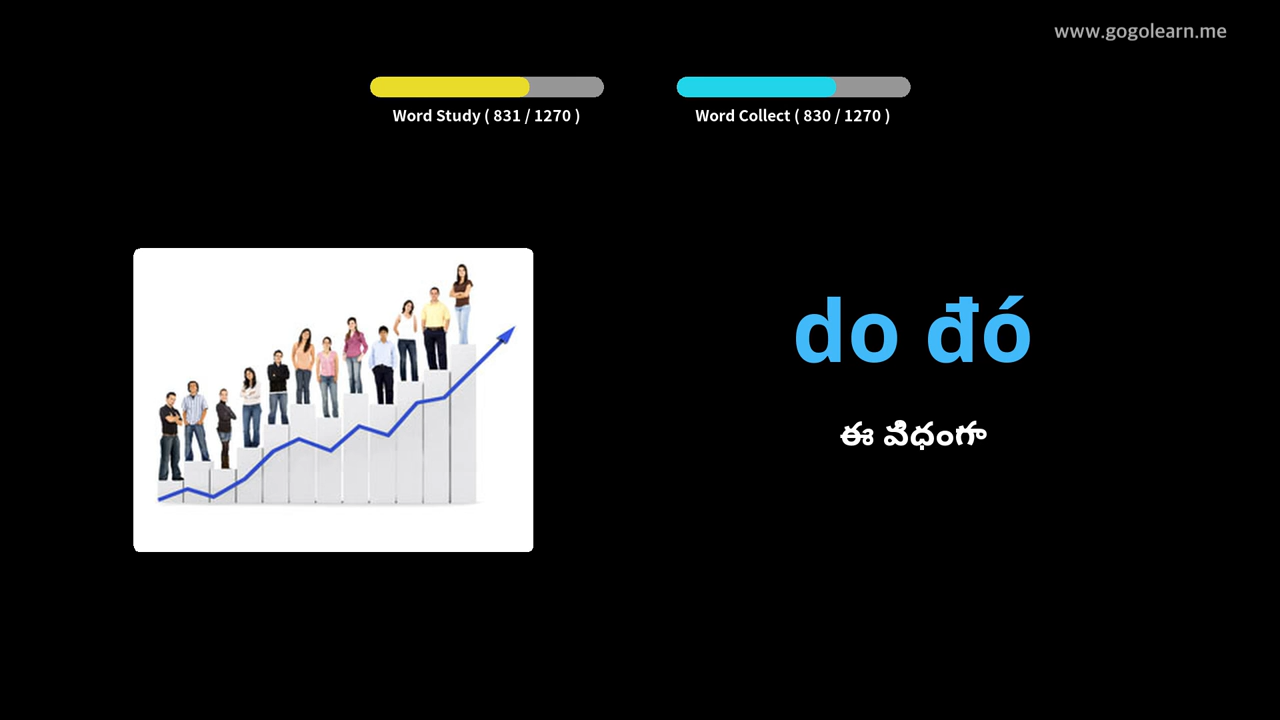 www.gogolearn.me
Word Study ( 831 / 1270 )
Word Collect ( 830 / 1270 )
do đó
ఈ విధంగా